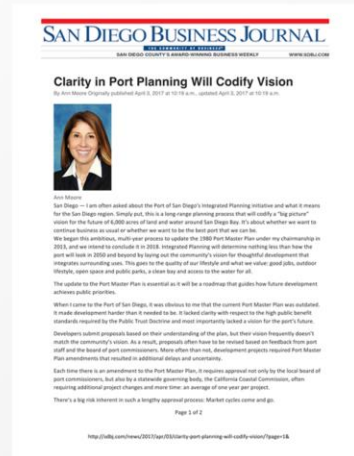 SAN DIEGO BUSINESS JOURNAL
THE COMMUNITY OF BUSINESS
SAN DIEGO COUNTY'S AWARD-WINNING BUSINESS WEEKLY WWW.SDBJ.COM
Clarity in Port Planning Will Codify Vision
By Ann Moore Originally published April 3, 2017 at 10:19 a.m., updated April 3, 2017 at 10:19 a.m.
Ann Moore
San Diego — I am often asked about the Port of San Diego's Integrated Planning Initiative and what it means
for the San Diego region. Simply put, this is a long-range planning process that will codify a "big picture"
vision for the future of 6,000 acres of land and water around San Diego Bay. It's about whether we want to
continue business as usual or whether we want to be the best port that we can be.
We began this ambitious, multi-year process to update the 1980 Port Master Plan under my chairmanship in
2013, and we intend to conclude it in 2018. Integrated Planning will determine nothing less than how the
port will look in 2050 and beyond by laying out the community's vision for thoughtful development that
integrates surrounding uses. This goes to the quality of our lifestyle and what we value: good jobs, outdoor
lifestyle, open space and public parks, a clean bay and access to the water for all.
The update to the Port Master Plan is essential as it will be a roadmap that guides how future development
achieves public priorities.
When I came to the Port of San Diego, it was obvious to me that the current Port Master Plan was outdated.
It made development harder than it needed to be. It lacked clarity with respect to the high public benefit
standards required by the Public Trust Doctrine and most importantly lacked a vision for the port's future.
Developers submit proposals based on their understanding of the plan, but their vision frequently doesn't
match the community's vision. As a result, proposals often have to be revised based on feedback from port
staff and the board of port commissioners. More often than not, development projects required Port Master
Plan amendments that resulted in additional delays and uncertainty.
Each time there is an amendment to the Port Master Plan, it requires approval not only by the local board of
port commissioners, but also by a statewide governing body, the California Coastal Commission, often
requiring additional project changes and more time: an average of one year per project.
There's a big risk inherent in such a lengthy approval process: Market cycles come and go.
Page 1 of 2
http://sdbj.com/news/2017/apr/03/clarity-port-planning-will-codify-vision/?page=1&